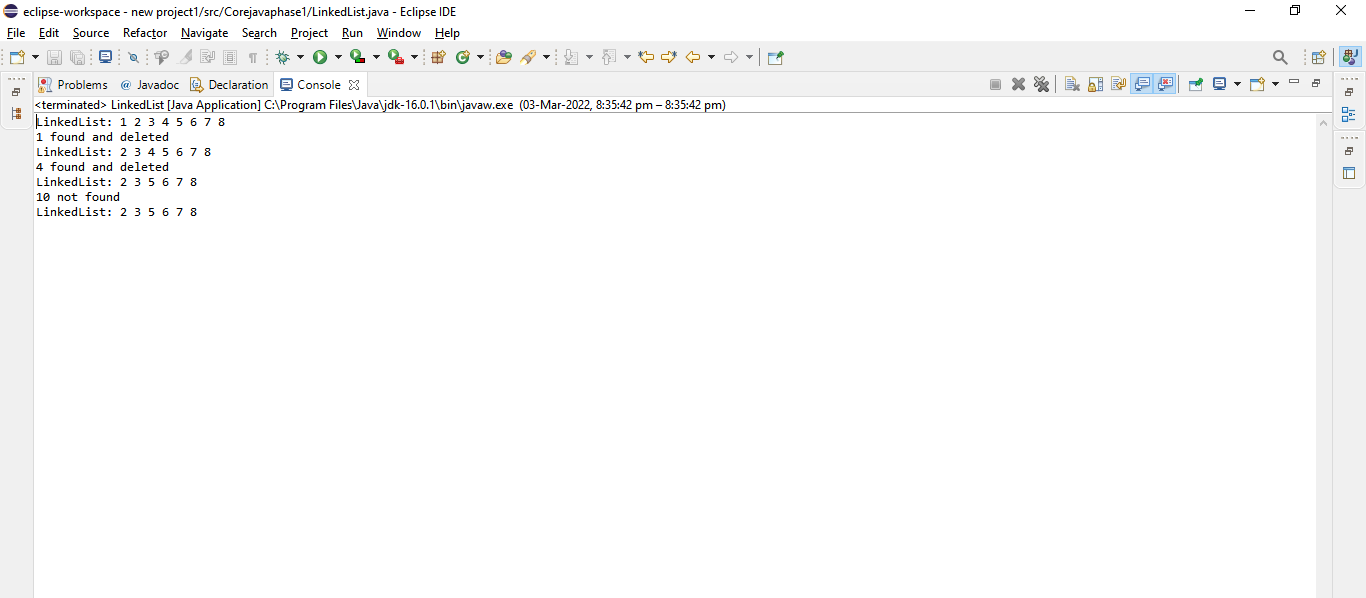 eclipse-workspace - new project1/src/Corejavaphase1/LinkedList.java - Eclipse IDE
File Edit Source Refactor Navigate Search Project Run Window Help
Problems @ Javadoc Declaration Console
<terminated> LinkedList [Java Application] C:\Program Files\Java\jdk-16.0.1\bin\javaw.exe (03-Mar-2022, 8:35:42 pm – 8:35:42 pm)
LinkedList: 1 2 3 4 5 6 7 8
1 found and deleted
LinkedList: 2 3 4 5 6 7 8
4 found and deleted
LinkedList: 2 3 5 6 7 8
10 not found
LinkedList: 2 3 5 6 7 8